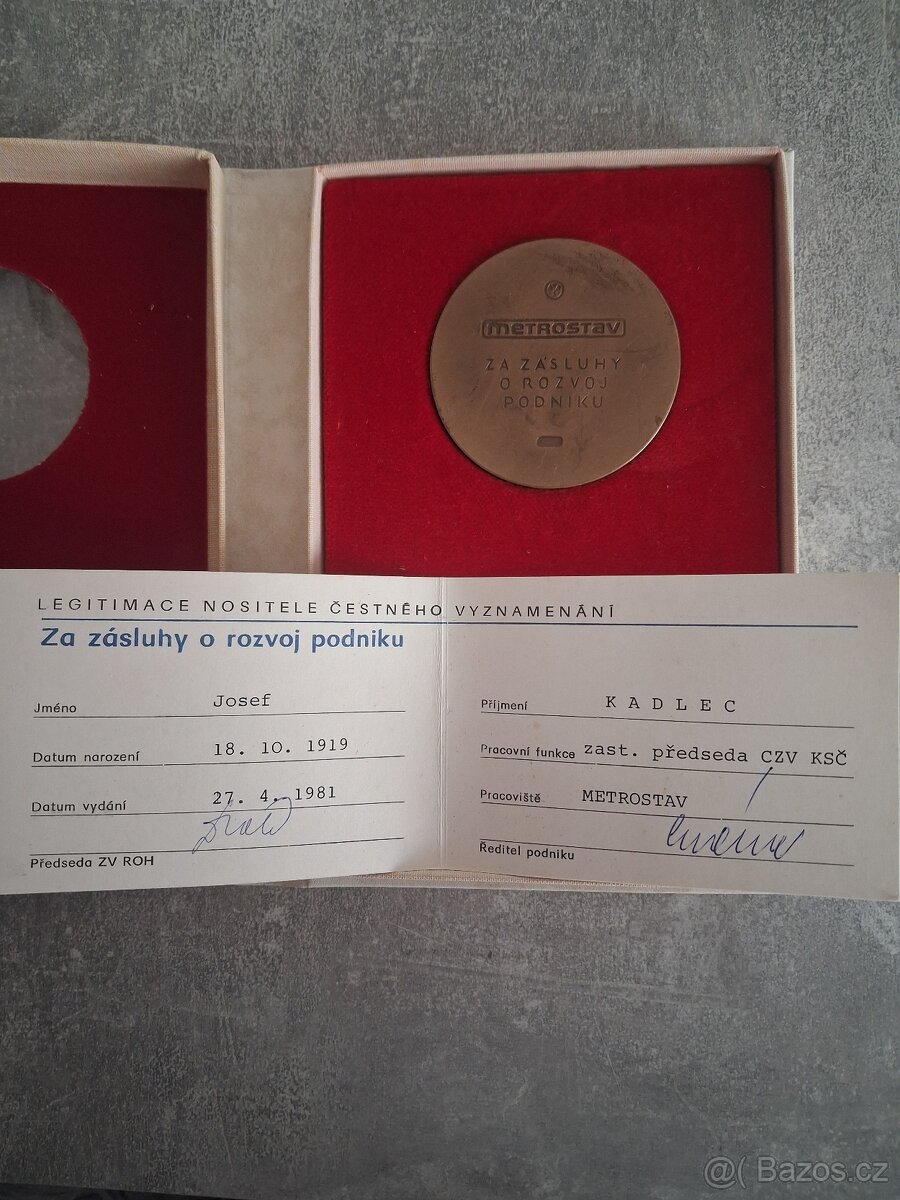 metrostav
ZA ZÁSLUHY
O ROZVOJ
PODNIKU
LEGITIMACE NOSITELE ČESTNÉHO VYZNAMENÁNÍ
Za zásluhy o rozvoj podniku
Jméno Josef
Příjmení KADLEC
Datum narození 18. 10. 1919
Pracovní funkce zast. předseda CZV KSČ
Datum vydání 27. 4. 1981
Pracoviště METROSTAV
Předseda ZV ROH
Ředitel podniku
@( Bazos.cz